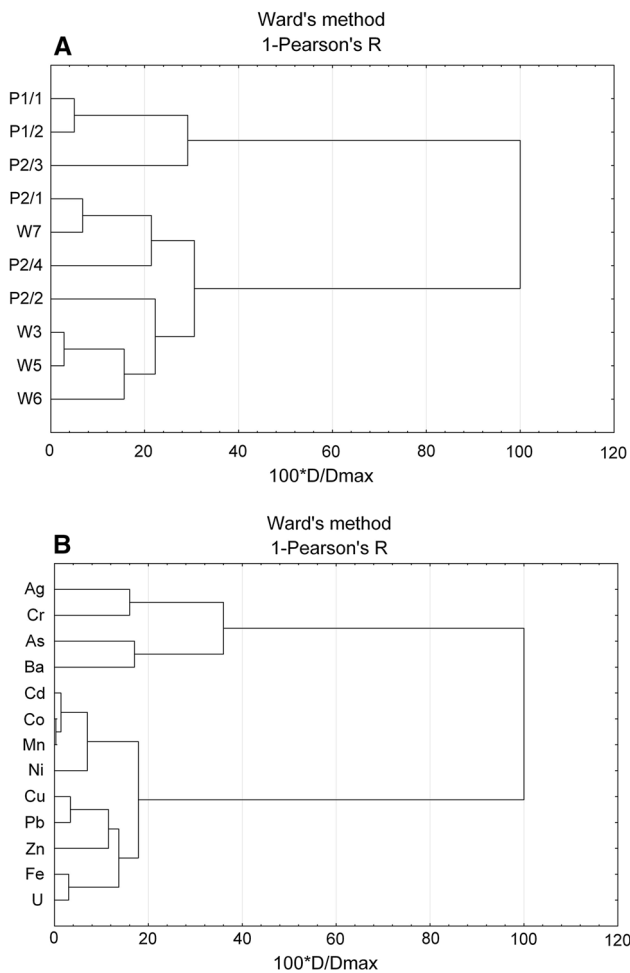 Ward's method
A
1-Pearson's R
P1/1
P1/2
P2/3
P2/1
W7
P2/4
P2/2
W3
W5
W6
0 20 40 60 80 100 120
100*D/Dmax
Ward's method
B
1-Pearson's R
Ag
Cr
As
Ba
Cd
Co
Mn
Ni
Cu
Pb
Zn
Fe
U
0 20 40 60 80 100 120
100*D/Dmax